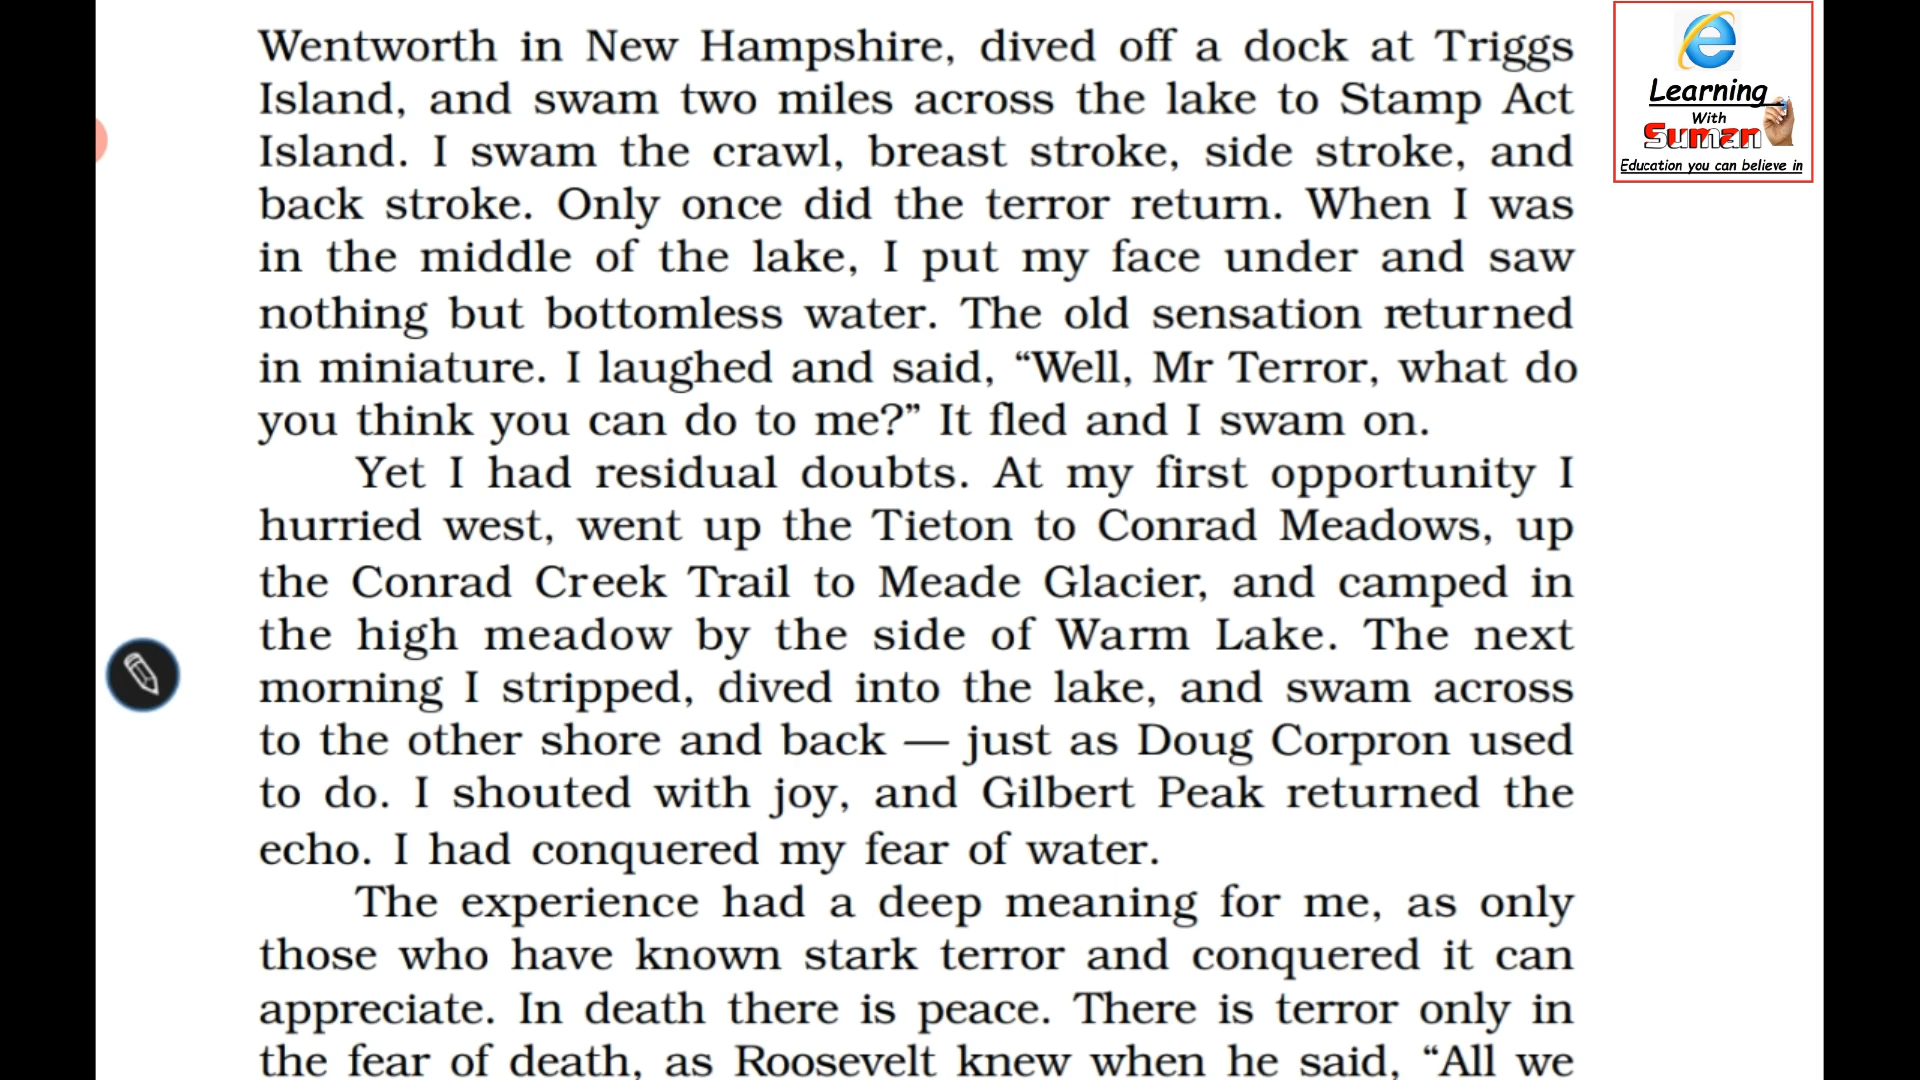 Wentworth in New Hampshire, dived off a dock at Triggs
Island, and swam two miles across the lake to Stamp Act
Island. I swam the crawl, breast stroke, side stroke, and
back stroke. Only once did the terror return. When I was
in the middle of the lake, I put my face under and saw
nothing but bottomless water. The old sensation returned
in miniature. I laughed and said, “Well, Mr Terror, what do
you think you can do to me?” It fled and I swam on.
Yet I had residual doubts. At my first opportunity I
hurried west, went up the Tieton to Conrad Meadows, up
the Conrad Creek Trail to Meade Glacier, and camped in
the high meadow by the side of Warm Lake. The next
morning I stripped, dived into the lake, and swam across
to the other shore and back — just as Doug Corpron used
to do. I shouted with joy, and Gilbert Peak returned the
echo. I had conquered my fear of water.
The experience had a deep meaning for me, as only
those who have known stark terror and conquered it can
appreciate. In death there is peace. There is terror only in
the fear of death, as Roosevelt knew when he said, “All we
Learning
With
Suman
Education you can believe in